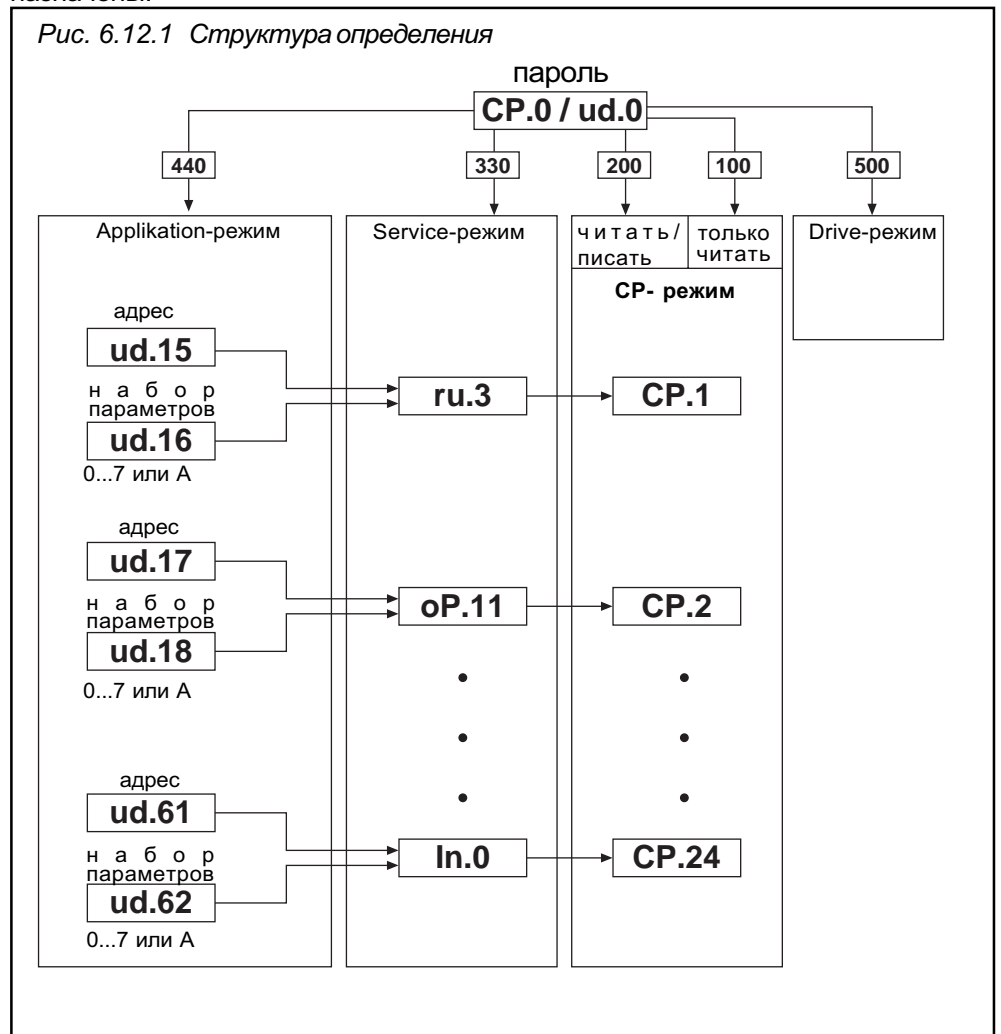 Рис. 6.12.1 Структура определения
пароль
CP.0 / ud.0
440
330
200
100
500
Applikation-режим
Service-режим
читать/
писать
только
читать
Drive-режим
CP- режим
адрес
ud.15
набор
параметров
ud.16
0...7 или A
ru.3
CP.1
адрес
ud.17
набор
параметров
ud.18
0...7 или A
oP.11
CP.2
адрес
ud.61
набор
параметров
ud.62
0...7 или A
In.0
CP.24